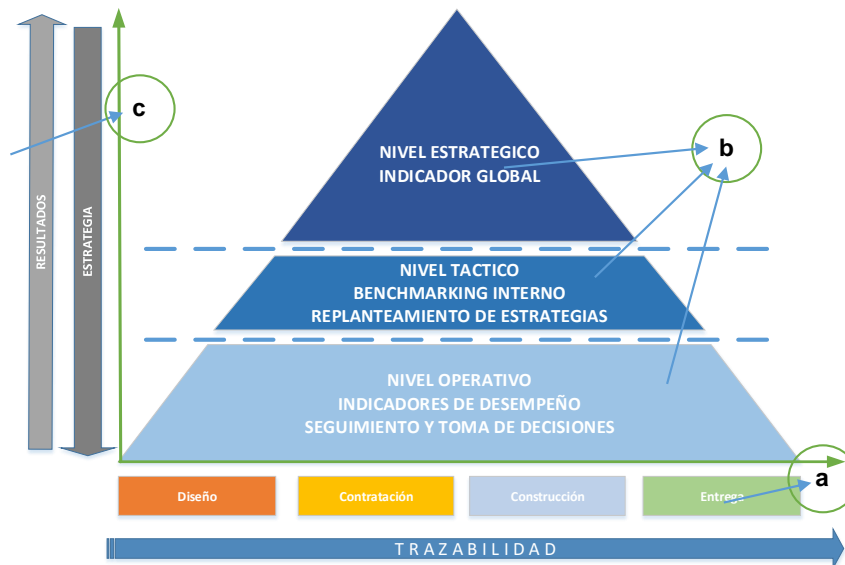 c
RESULTADOS
ESTRATEGIA
NIVEL ESTRATEGICO
INDICADOR GLOBAL
b
NIVEL TACTICO
BENCHMARKING INTERNO
REPLANTEAMIENTO DE ESTRATEGIAS
NIVEL OPERATIVO
INDICADORES DE DESEMPEÑO
SEGUIMIENTO Y TOMA DE DECISIONES
a
Diseño
Contratación
Construcción
Entrega
TRAZABILIDAD